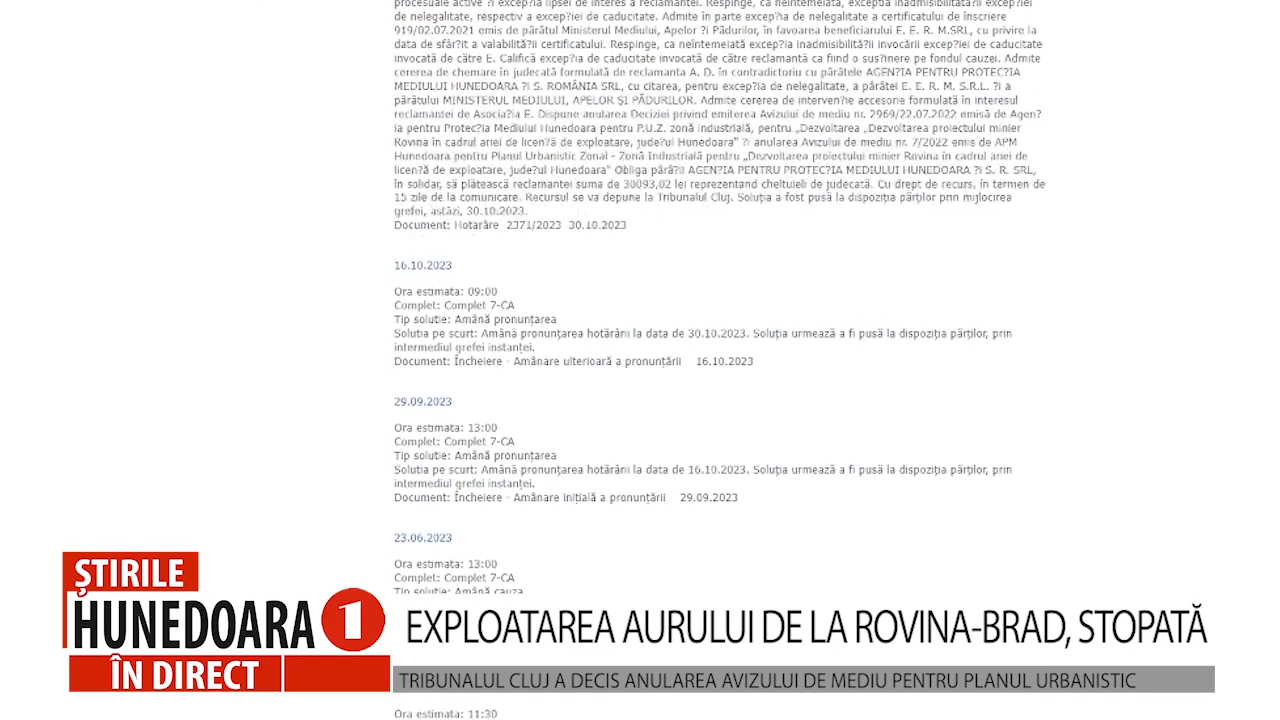 procesuale active ?i excep?ia lipsei de interes a reclamantei. Respinge, ca neîntemeiată, excepția inadmisibilităă?ii excep?iei
de nelegalitate, respectiv a excep?iei de caducitate. Admite în parte excep?ia de nelegalitate a certificatului de înscriere
919/02.07.2021 emis de pârâtul Ministerul Mediului, Apelor ?i Pădurilor, în favoarea beneficiarului E. E. R. M.SRL, cu privire la
data de sfâr?it a valabilită?ii certificatului. Respinge, ca neîntemeiată excep?ia inadmisibilită?ii invocării excep?iei de caducitate
invocată de către E. Califică excep?ia de caducitate invocată de către reclamantă ca fiind o sus?inere pe fondul cauzei. Admite
cererea de chemare în judecată formulată de reclamanta A. D. în contradictoriu cu pârâtele AGEN?IA PENTRU PROTEC?IA
MEDIULUI HUNEDOARA ?i S. ROMÂNIA SRL, cu citarea, pentru excep?ia de nelegalitate, a pârâtei E. E. R. M. S.R.L. ?i a
pârâtului MINISTERUL MEDIULUI, APELOR ȘI PĂDURILOR. Admite cererea de interven?ie accesorie formulată în interesul
reclamantei de Asocia?ia E. Dispune anularea Deciziei privind emiterea Avizului de mediu nr. 2969/22.07.2022 emisă de Agen?
ia pentru Protec?ia Mediului Hunedoara pentru P.U.Z. zonă industrială, pentru „Dezvoltarea „Dezvoltarea proiectului minier
Rovina în cadrul ariei de licen?ă de exploatare, jude?ul Hunedoara” ?i anularea Avizului de mediu nr. 7/2022 emis de APM
Hunedoara pentru Planul Urbanistic Zonal - Zonă Industrială pentru „Dezvoltarea proiectului minier Rovina în cadrul ariei de
licen?ă de exploatare, jude?ul Hunedoara” Obliga pârâ?ii AGEN?IA PENTRU PROTEC?IA MEDIULUI HUNEDOARA ?i S. R. SRL,
în solidar, să plătească reclamantei suma de 30093,02 lei reprezentand cheltuieli de judecată. Cu drept de recurs, în termen de
15 zile de la comunicare. Recursul se va depune la Tribunalul Cluj. Soluția a fost pusă la dispoziția părților prin mijlocirea
grefei, astăzi, 30.10.2023.
Document: Hotarâre 2371/2023 30.10.2023
16.10.2023
Ora estimata: 09:00
Complet: Complet 7-CA
Tip solutie: Amână pronunțarea
Solutia pe scurt: Amână pronunțarea hotărârii la data de 30.10.2023. Soluția urmează a fi pusă la dispoziția părților, prin
intermediul grefei instanței.
Document: Încheiere - Amânare ulterioară a pronunțării 16.10.2023
29.09.2023
Ora estimata: 13:00
Complet: Complet 7-CA
Tip solutie: Amână pronunțarea
Solutia pe scurt: Amână pronunțarea hotărârii la data de 16.10.2023. Soluția urmează a fi pusă la dispoziția părților, prin
intermediul grefei instanței.
Document: Încheiere - Amânare inițială a pronunțării 29.09.2023
23.06.2023
Ora estimata: 13:00
Complet: Complet 7-CA
Tip solutie: Amână cauza
ȘTIRILE
HUNEDOARA 1
ÎN DIRECT
EXPLOATAREA AURULUI DE LA ROVINA-BRAD, STOPATĂ
TRIBUNALUL CLUJ A DECIS ANULAREA AVIZULUI DE MEDIU PENTRU PLANUL URBANISTIC
Ora estimata: 11:30